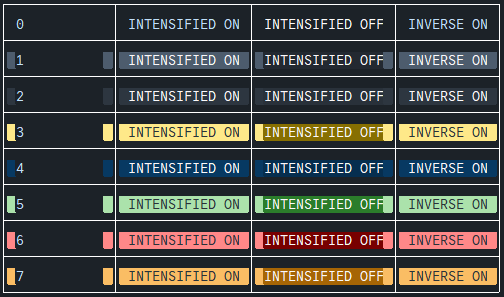 0 INTENSIFIED ON INTENSIFIED OFF INVERSE ON
1 INTENSIFIED ON INTENSIFIED OFF INVERSE ON
2 INTENSIFIED ON INTENSIFIED OFF INVERSE ON
3 INTENSIFIED ON INTENSIFIED OFF INVERSE ON
4 INTENSIFIED ON INTENSIFIED OFF INVERSE ON
5 INTENSIFIED ON INTENSIFIED OFF INVERSE ON
6 INTENSIFIED ON INTENSIFIED OFF INVERSE ON
7 INTENSIFIED ON INTENSIFIED OFF INVERSE ON